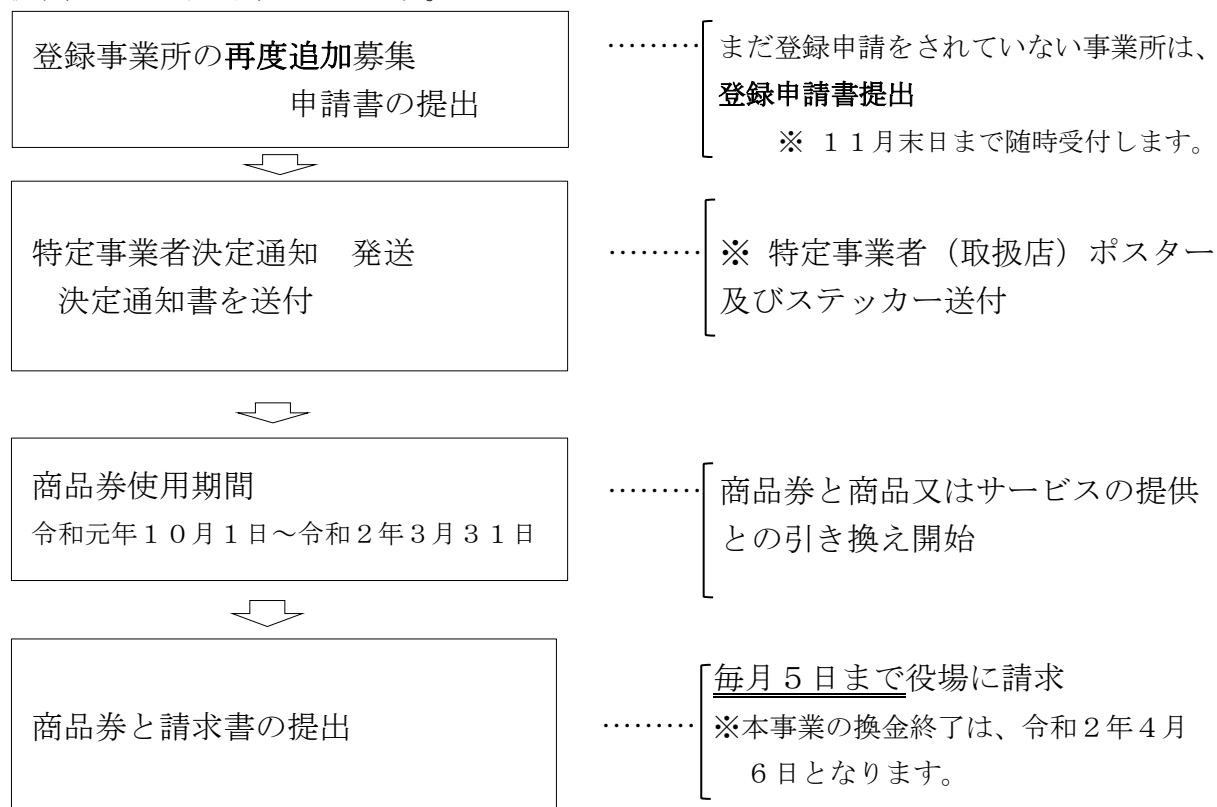 登録事業所の再度追加募集
申請書の提出
………まだ登録申請をされていない事業所は、
登録申請書提出
※ １１月末日まで随時受付します。
特定事業者決定通知　発送
決定通知書を送付
………※ 特定事業者（取扱店）ポスター
及びステッカー送付
商品券使用期間
令和元年１０月１日～令和２年３月３１日
………商品券と商品又はサービスの提供
との引き換え開始
商品券と請求書の提出
毎月５日まで役場に請求
………※本事業の換金終了は、令和２年４月
６日となります。